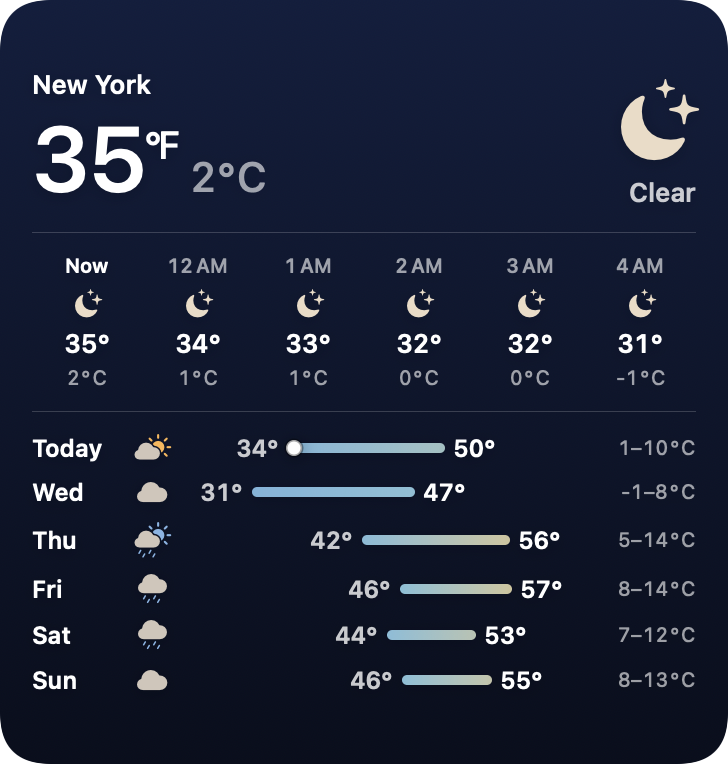 New York
35°F 2°C
Clear
Now 12 AM 1 AM 2 AM 3 AM 4 AM
35° 34° 33° 32° 32° 31°
2°C 1°C 1°C 0°C 0°C -1°C
Today 34° 50° 1–10°C
Wed 31° 47° -1–8°C
Thu 42° 56° 5–14°C
Fri 46° 57° 8–14°C
Sat 44° 53° 7–12°C
Sun 46° 55° 8–13°C